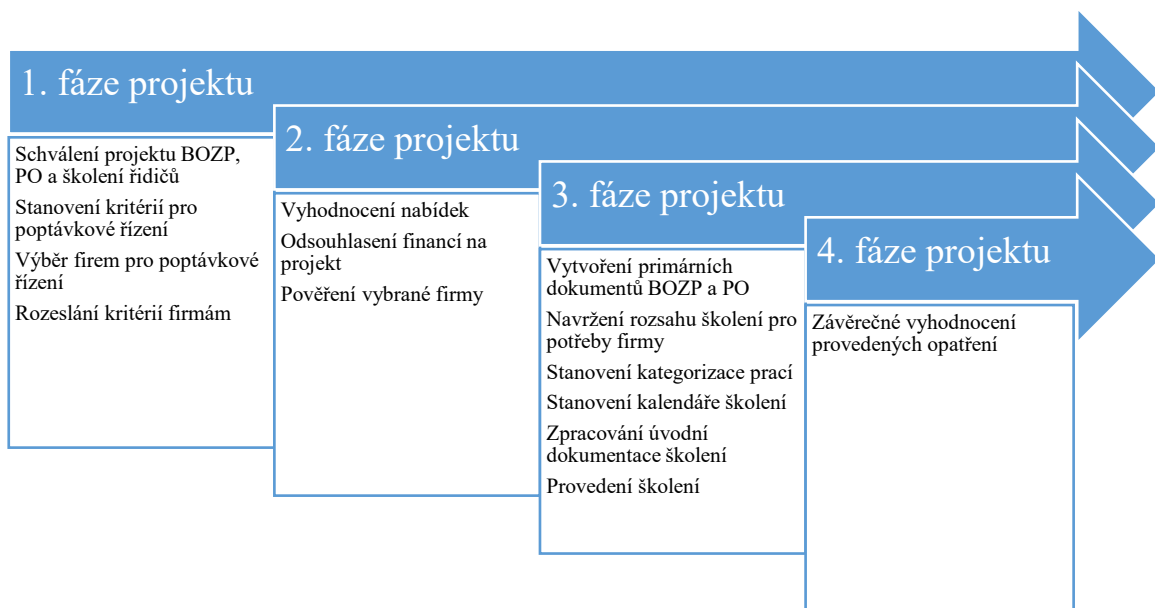 1. fáze projektu
Schválení projektu BOZP,
PO a školení řidičů
Stanovení kritérií pro
poptávkové řízení
Výběr firem pro poptávkové
řízení
Rozeslání kritérií firmám
2. fáze projektu
Vyhodnocení nabídek
Odsouhlasení financí na
projekt
Pověření vybrané firmy
3. fáze projektu
Vytvoření primárních
dokumentů BOZP a PO
Navržení rozsahu školení pro
potřeby firmy
Stanovení kategorizace prací
Stanovení kalendáře školení
Zpracování úvodní
dokumentace školení
Provedení školení
4. fáze projektu
Závěrečné vyhodnocení
provedených opatření